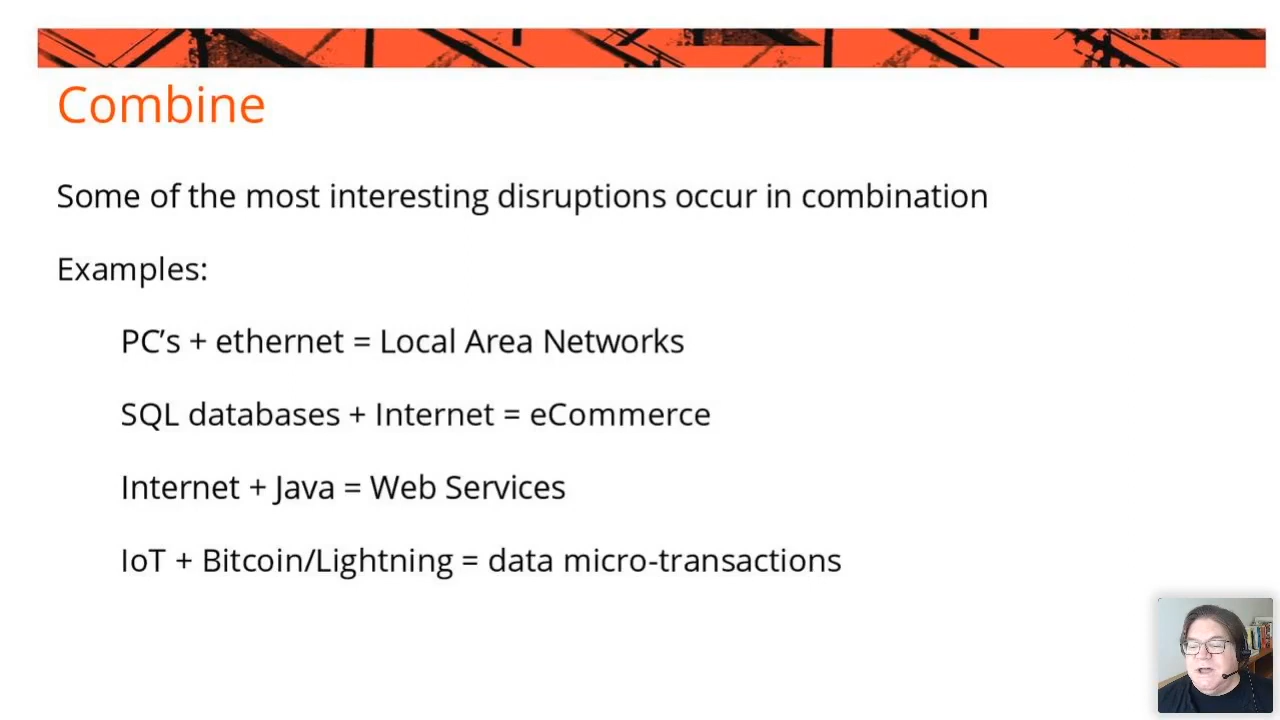 Combine
Some of the most interesting disruptions occur in combination
Examples:
PC’s + ethernet = Local Area Networks
SQL databases + Internet = eCommerce
Internet + Java = Web Services
IoT + Bitcoin/Lightning = data micro-transactions